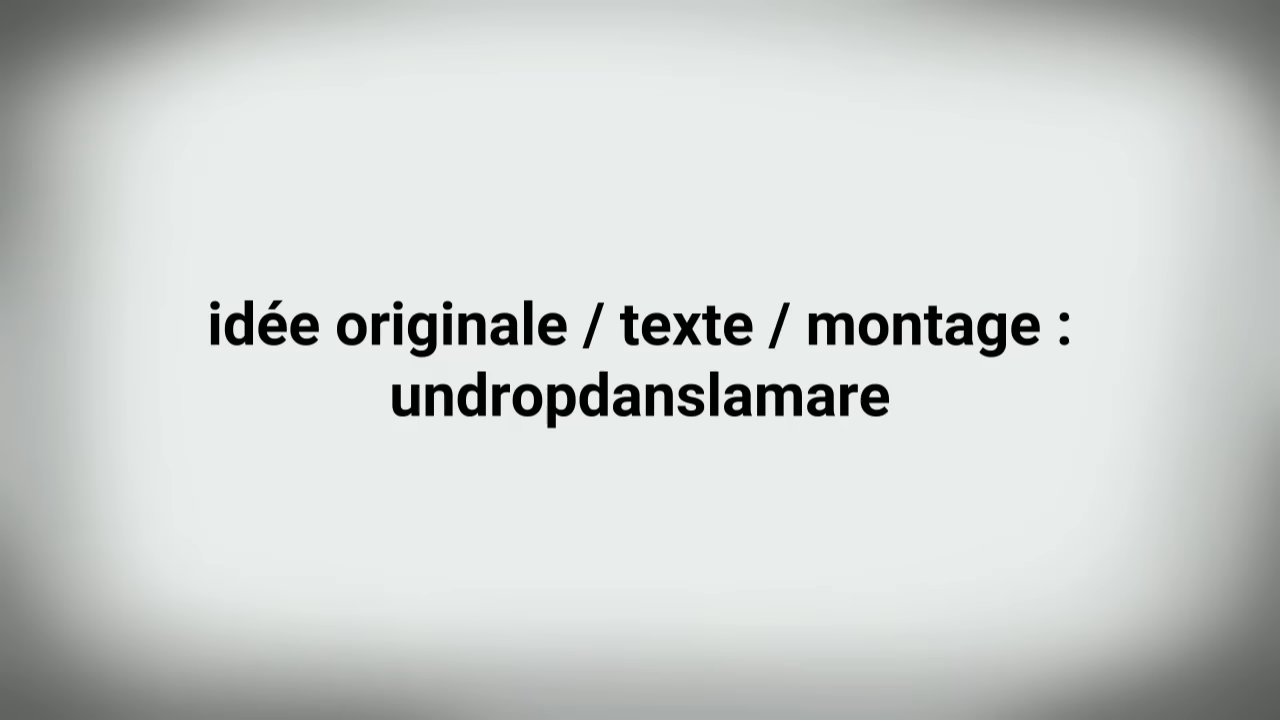 idée originale / texte / montage :
undropdanslamare